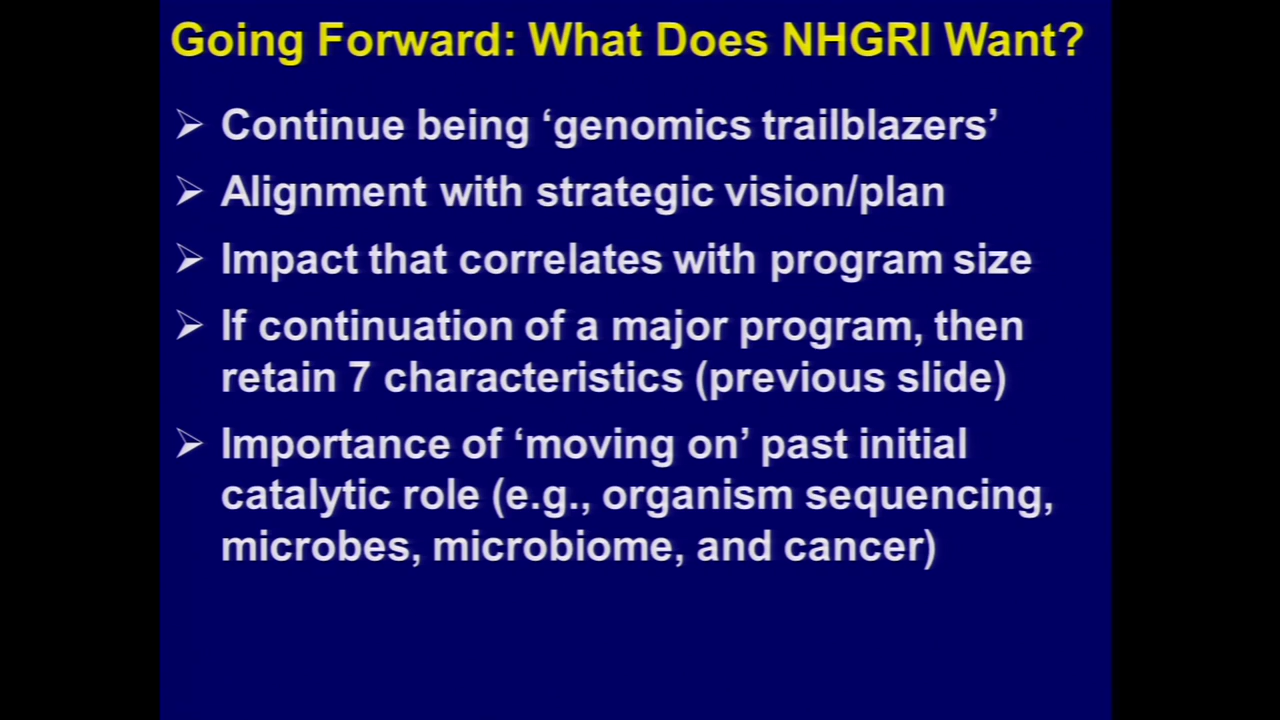 Going Forward: What Does NHGRI Want?
➢ Continue being ‘genomics trailblazers’
➢ Alignment with strategic vision/plan
➢ Impact that correlates with program size
➢ If continuation of a major program, then
retain 7 characteristics (previous slide)
➢ Importance of ‘moving on’ past initial
catalytic role (e.g., organism sequencing,
microbes, microbiome, and cancer)